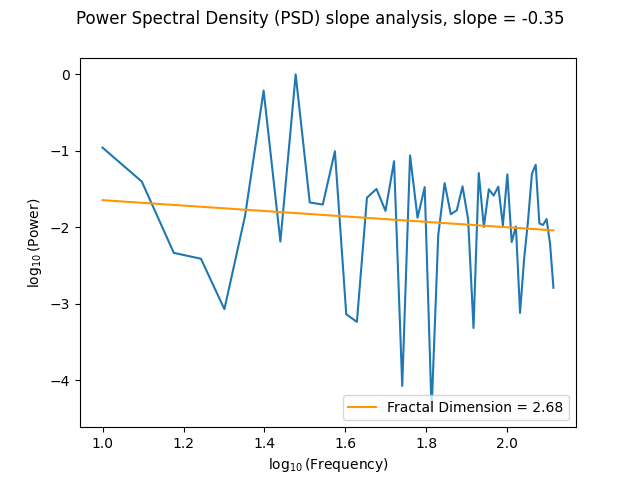 Power Spectral Density (PSD) slope analysis, slope = -0.35
0
−1
−2
−3
−4
log₁₀(Power)
Fractal Dimension = 2.68
1.0 1.2 1.4 1.6 1.8 2.0
log₁₀(Frequency)